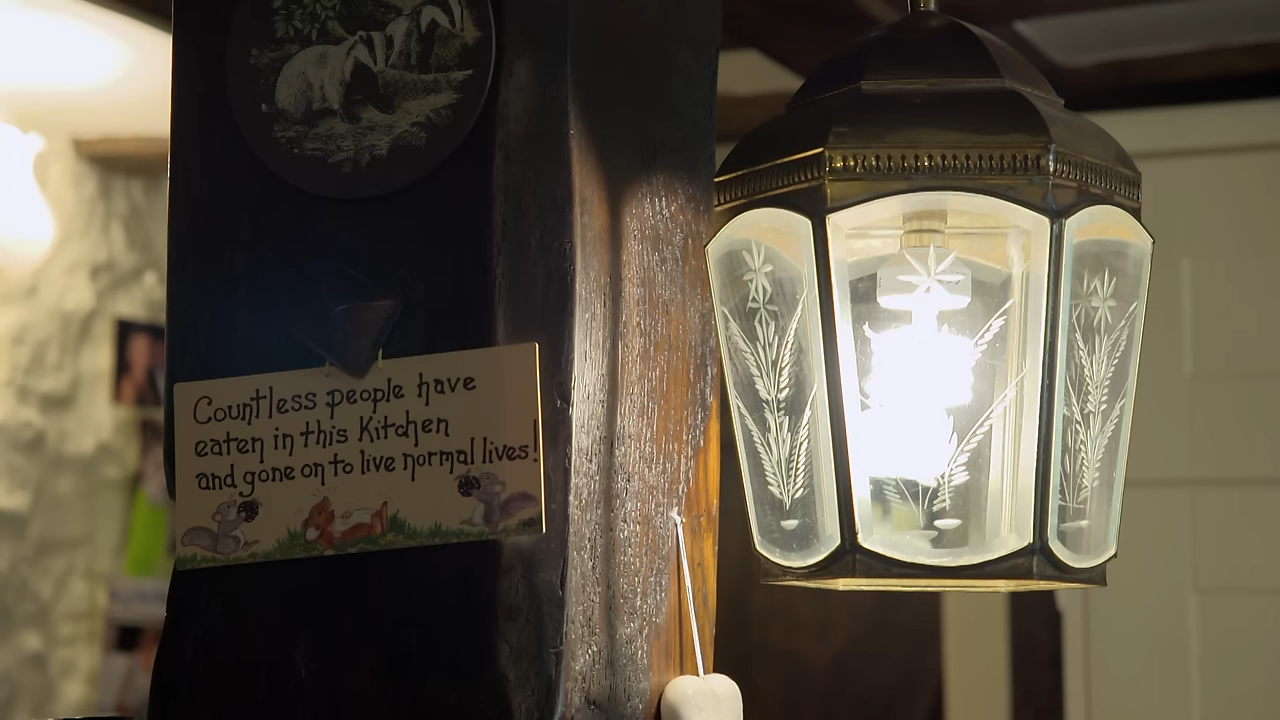 Countless people have
eaten in this Kitchen
and gone on to live normal lives!